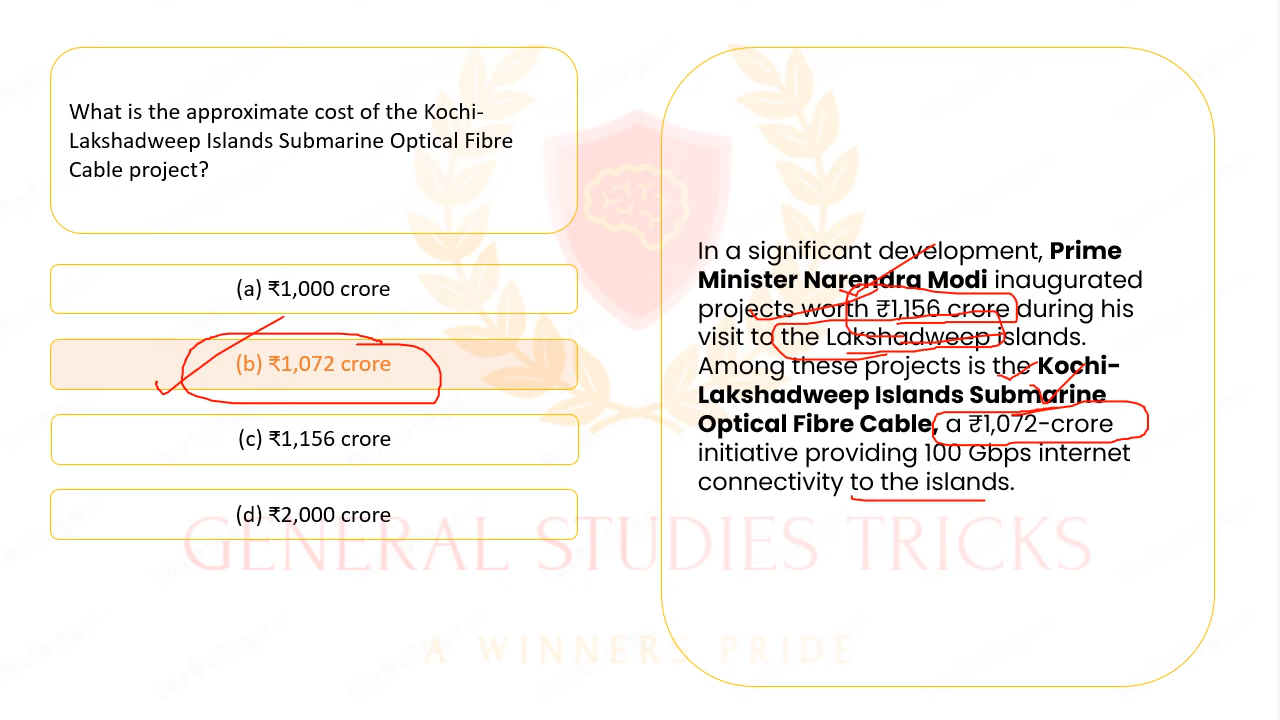 What is the approximate cost of the Kochi-
Lakshadweep Islands Submarine Optical Fibre
Cable project?
(a) ₹1,000 crore
(b) ₹1,072 crore
(c) ₹1,156 crore
(d) ₹2,000 crore
In a significant development, Prime
Minister Narendra Modi inaugurated
projects worth ₹1,156 crore during his
visit to the Lakshadweep islands.
Among these projects is the Kochi-
Lakshadweep Islands Submarine
Optical Fibre Cable, a ₹1,072-crore
initiative providing 100 Gbps internet
connectivity to the islands.
GENERAL STUDIES TRICKS
A WINNERS PRIDE